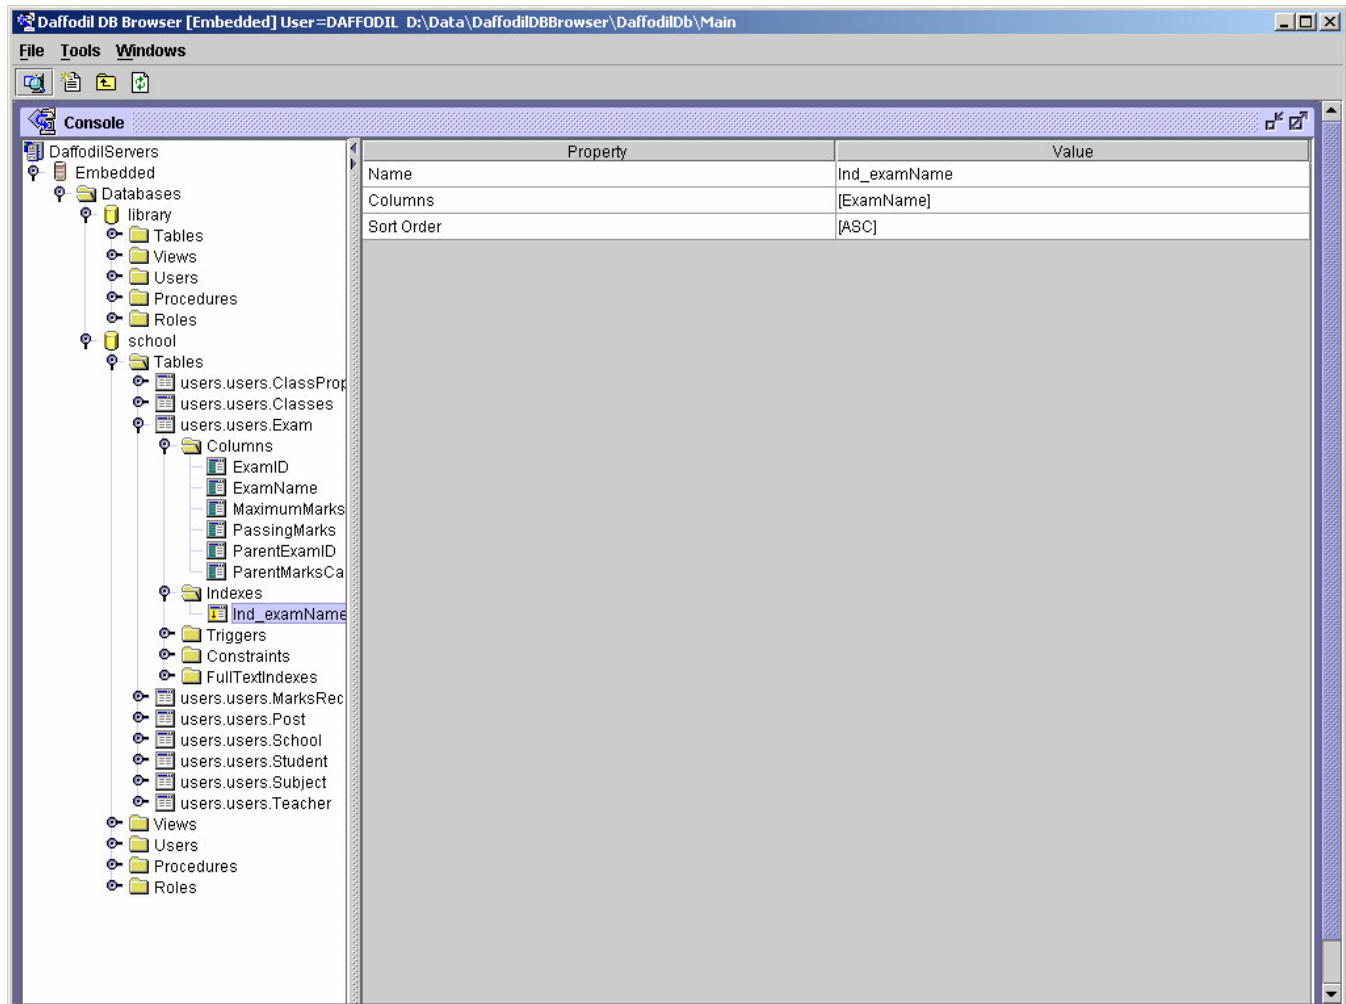 Daffodil DB Browser [Embedded] User=DAFFODIL D:\Data\DaffodilDBBrowser\DaffodilDb\Main
File Tools Windows
Console
DaffodilServers
Embedded
Databases
library
Tables
Views
Users
Procedures
Roles
school
Tables
users.users.ClassProp
users.users.Classes
users.users.Exam
Columns
ExamID
ExamName
MaximumMarks
PassingMarks
ParentExamID
ParentMarksCa
Indexes
Ind_examName
Triggers
Constraints
FullTextIndexes
users.users.MarksRec
users.users.Post
users.users.School
users.users.Student
users.users.Subject
users.users.Teacher
Views
Users
Procedures
Roles
Property Value
Name Ind_examName
Columns [ExamName]
Sort Order [ASC]